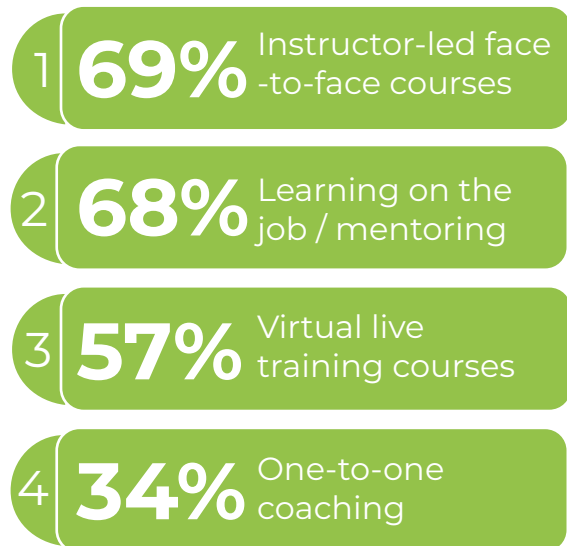 1 69% Instructor-led face
-to-face courses
2 68% Learning on the
job / mentoring
3 57% Virtual live
training courses
4 34% One-to-one
coaching